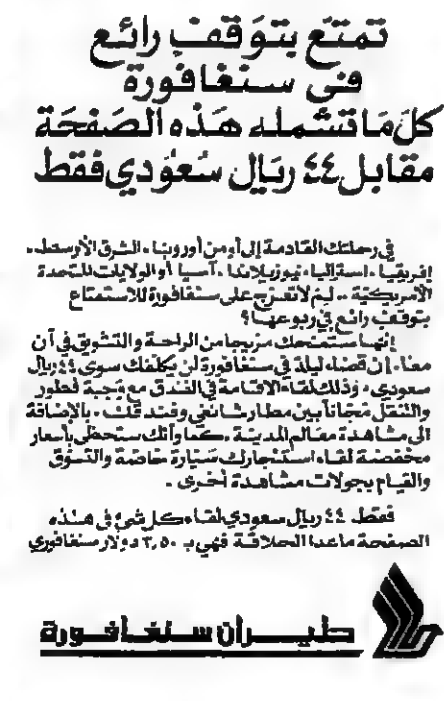 تمتع بتوقف رائع
في سنغافورة
كل ما تشمله هذه الصفحة
مقابل ٤٤ ريال سعودي فقط
في رحلتك القادمة إلى أو من أوروبا، الشرق الأوسط،
إفريقيا، استراليا، نيوزيلاندا، آسيا أو الولايات المتحدة
الأمريكية .. لِمَ لا تعرّج على سنغافورة للاستمتاع
بتوقف رائع في ربوعها؟
إنها ستمنحك مزيجا من الراحة والتشويق في آن
معا، إن قضاء ليلة في سنغافورة لن يكلفك سوى ٤٤ ريال
سعودي، وذلك لقاء الاقامة في الفندق مع وجبة فطور
والتنقل مجانا بين مطار شانغي وفندقك، بالإضافة
الى مشاهدة معالم المدينة، كما وأنك ستحظى بأسعار
مخفضة لقاء استئجارك سيارة خاصة والتسوق
والقيام بجولات مشاهدة أخرى.
فقط ٤٤ ريال سعودي لقاء كل شئ في هذه
الصفحة ماعدا الحلاقة فهي بـ ٣,٥٠ دولار سنغافوري
طيران سنغافورة